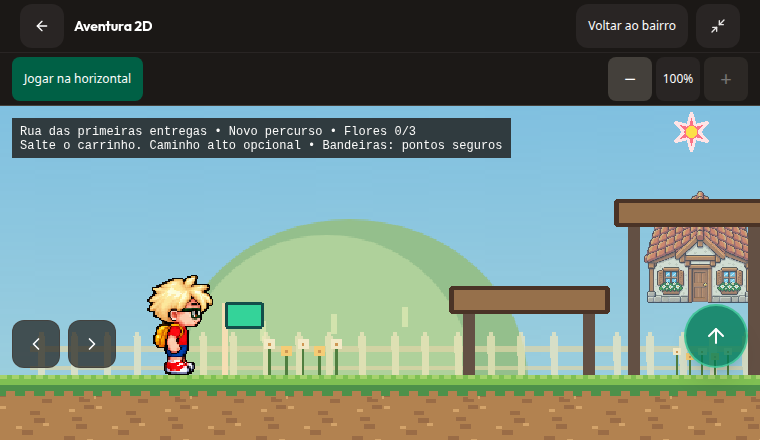 Aventura 2D
Voltar ao bairro
Jogar na horizontal
100%
Rua das primeiras entregas • Novo percurso • Flores 0/3
Salte o carrinho. Caminho alto opcional • Bandeiras: pontos seguros